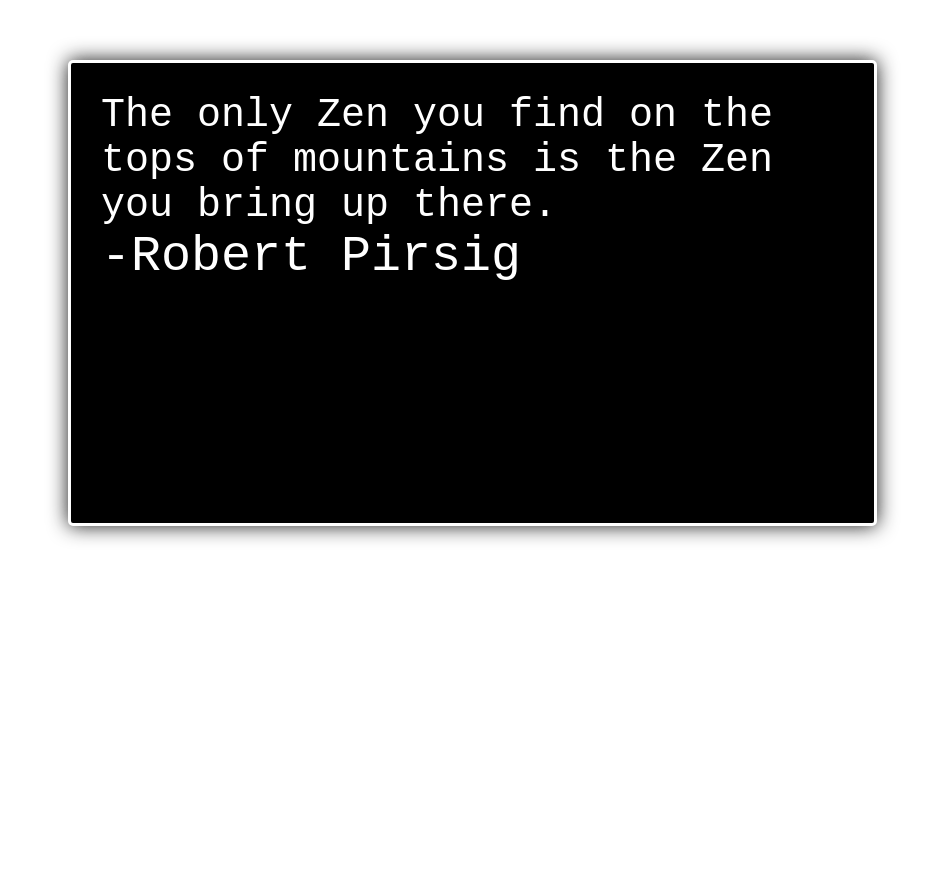 The only Zen you find on the
tops of mountains is the Zen
you bring up there.
-Robert Pirsig